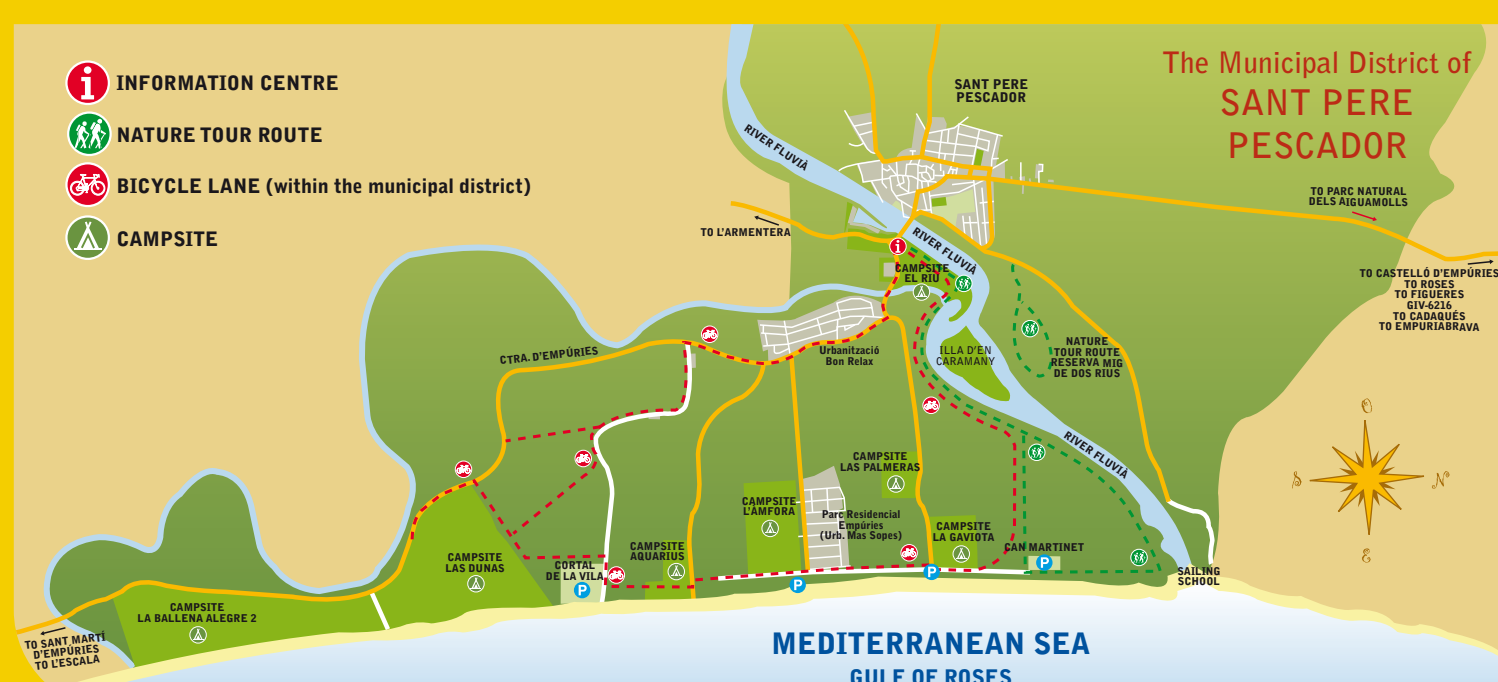 INFORMATION CENTRE
NATURE TOUR ROUTE
BICYCLE LANE (within the municipal district)
CAMPSITE
The Municipal District of
SANT PERE
PESCADOR
SANT PERE
PESCADOR
RIVER FLUVIÀ
TO PARC NATURAL
DELS AIGUAMOLLS
TO L'ARMENTERA
i
RIVER FLUVIÀ
CAMPSITE
EL RIU
TO CASTELLÓ D'EMPÚRIES
TO ROSES
TO FIGUERES
GIV-6216
TO CADAQUÉS
TO EMPURIABRAVA
CTRA. D'EMPÚRIES
Urbanització
Bon Relax
ILLA D'EN
CARAMANY
NATURE
TOUR ROUTE
RESERVA MIG
DE DOS RIUS
RIVER FLUVIÀ
O
S
N
E
CAMPSITE
LAS PALMERAS
CAMPSITE
L'ÀMFORA
Parc Residencial
Empúries
(Urb. Mas Sopes)
CAMPSITE
LA GAVIOTA
CAN MARTINET
P
CAMPSITE
AQUARIUS
CAMPSITE
LAS DUNAS
CORTAL
DE LA VILA
P
P
P
SAILING
SCHOOL
CAMPSITE
LA BALLENA ALEGRE 2
TO SANT MARTÍ
D'EMPÚRIES
TO L'ESCALA
MEDITERRANEAN SEA
GULF OF ROSES